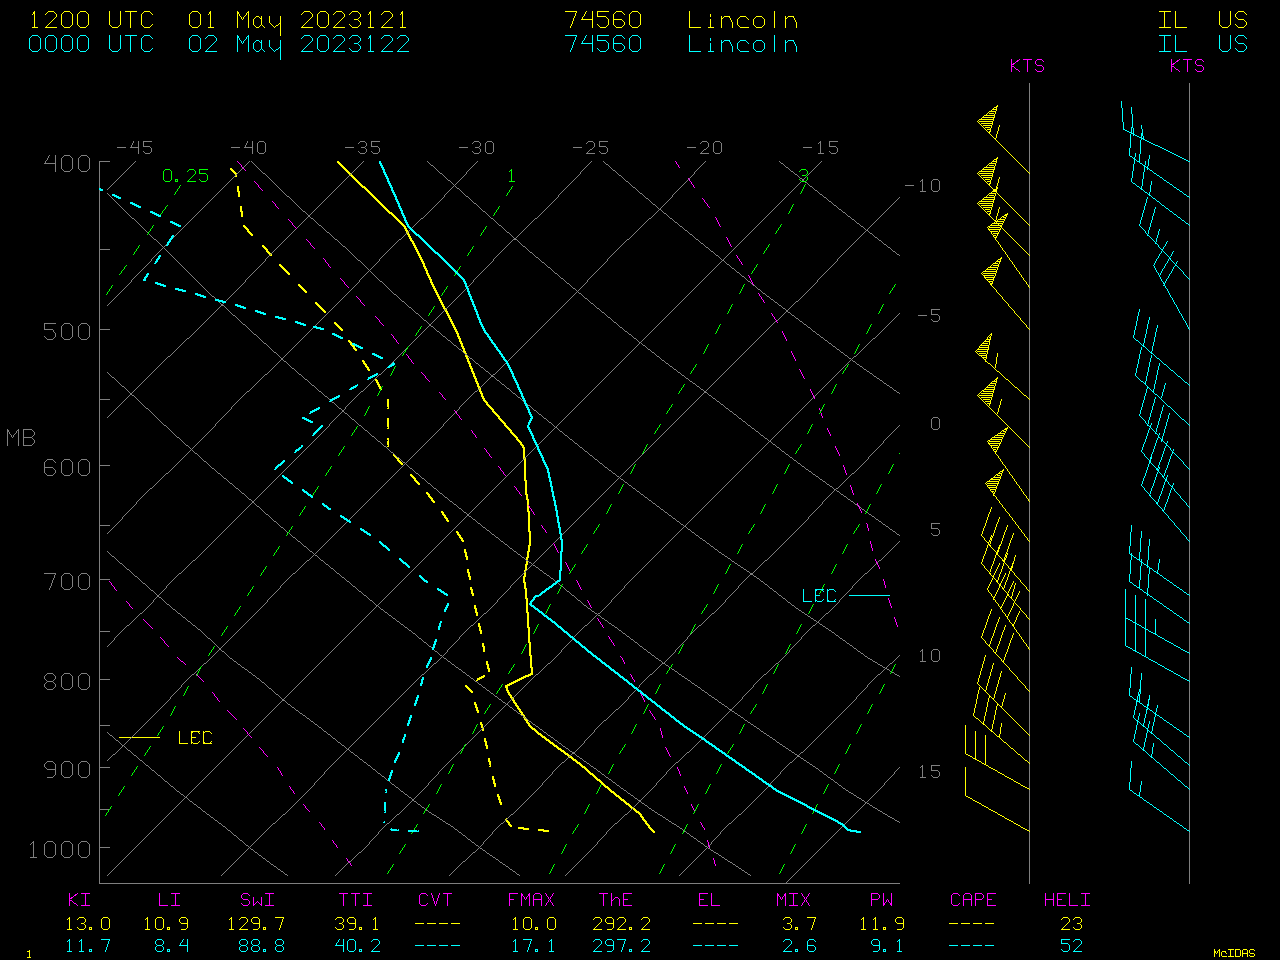 1200 UTC 01 May 2023121 74560 Lincoln IL US
0000 UTC 02 May 2023122 74560 Lincoln IL US
KTS KTS
-45 -40 -35 -30 -25 -20 -15
400 0.25 1 3 -10
500 -5
0
MB
600
5
700 LEC
10
800
LEC
900 15
1000
KI LI SWI TTI CVT FMAX ThE EL MIX PW CAPE HELI
13.0 10.9 129.7 39.1 ---- 10.0 292.2 ---- 3.7 11.9 ---- 23
11.7 8.4 88.8 40.2 ---- 17.1 297.2 ---- 2.6 9.1 ---- 52
1 McIDAS